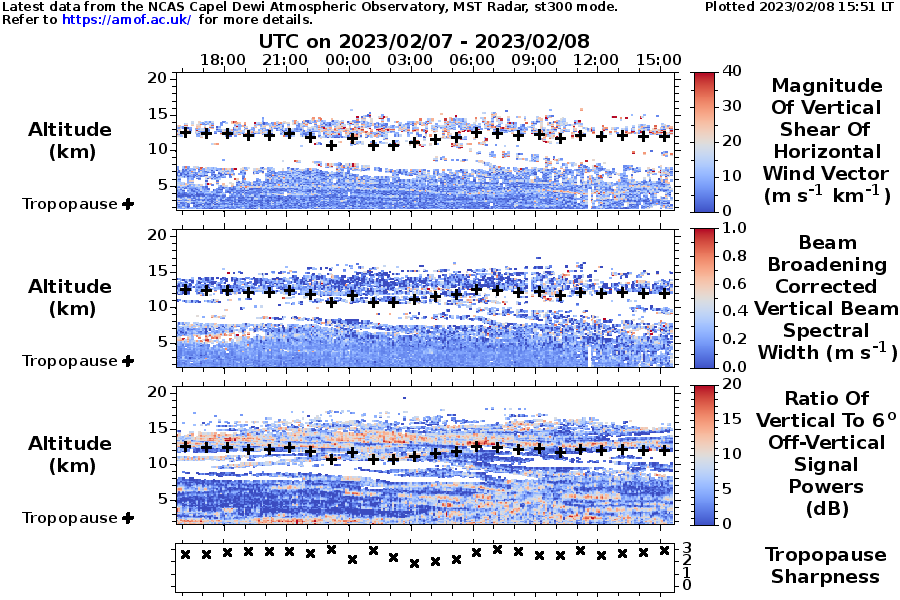 Latest data from the NCAS Capel Dewi Atmospheric Observatory, MST Radar, st300 mode.
Plotted 2023/02/08 15:51 LT
Refer to https://amof.ac.uk/ for more details.
UTC on 2023/02/07 - 2023/02/08
18:00 21:00 00:00 03:00 06:00 09:00 12:00 15:00
20
15
10
5
Altitude
(km)
Tropopause
40
30
20
10
0
Magnitude
Of Vertical
Shear Of
Horizontal
Wind Vector
(m s⁻¹ km⁻¹)
20
15
10
5
Altitude
(km)
Tropopause
1.0
0.8
0.6
0.4
0.2
0.0
Beam
Broadening
Corrected
Vertical Beam
Spectral
Width (m s⁻¹)
20
15
10
5
Altitude
(km)
Tropopause
20
15
10
5
0
Ratio Of
Vertical To 6°
Off-Vertical
Signal
Powers
(dB)
3
2
1
0
Tropopause
Sharpness